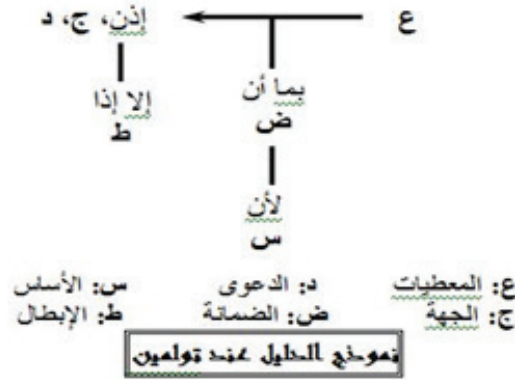 ع إذن، ج، د
بما أن إلا إذا
ض ط
لأن
س
ع: المعطيات د: الدعوى س: الأساس
ج: الجهة ض: الضمانة ط: الإبطال
نموذج الدليل عند تولمين